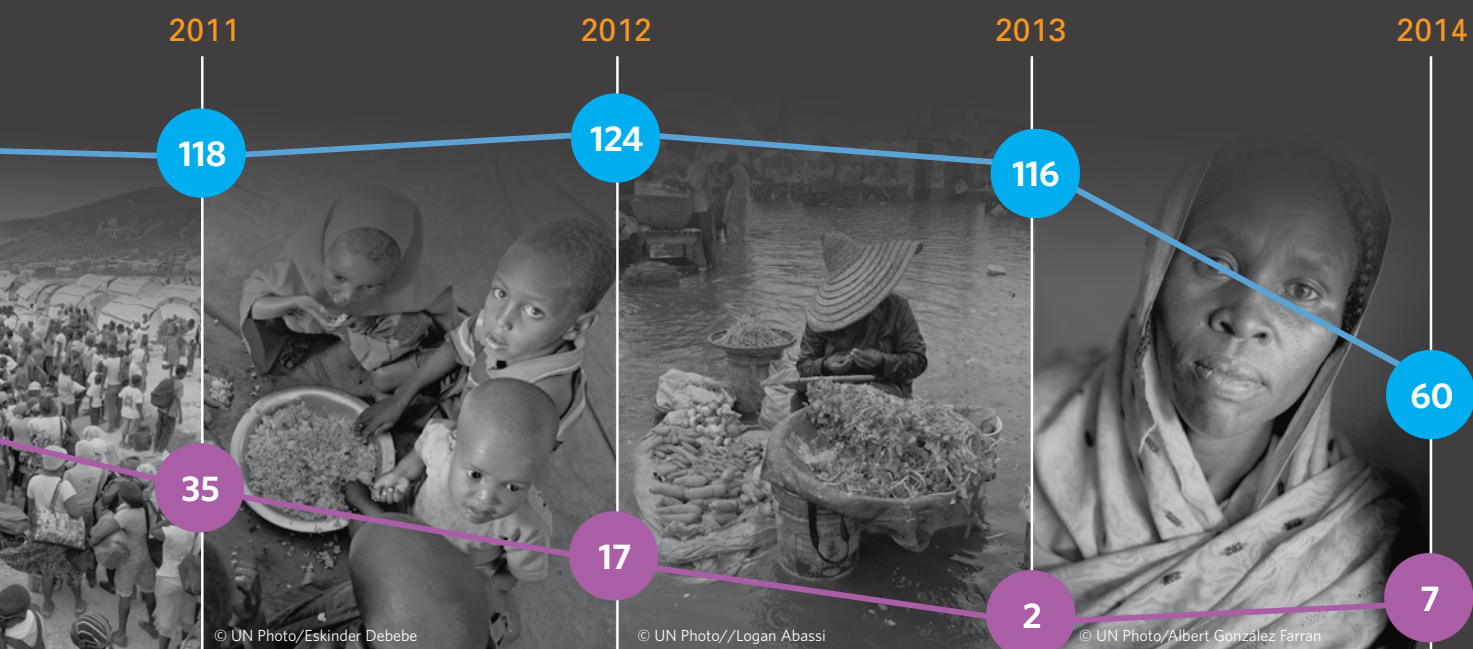 2011 2012 2013 2014
118 124 116 60
35 17 2 7
© UN Photo/Eskinder Debebe © UN Photo//Logan Abassi © UN Photo/Albert González Farran